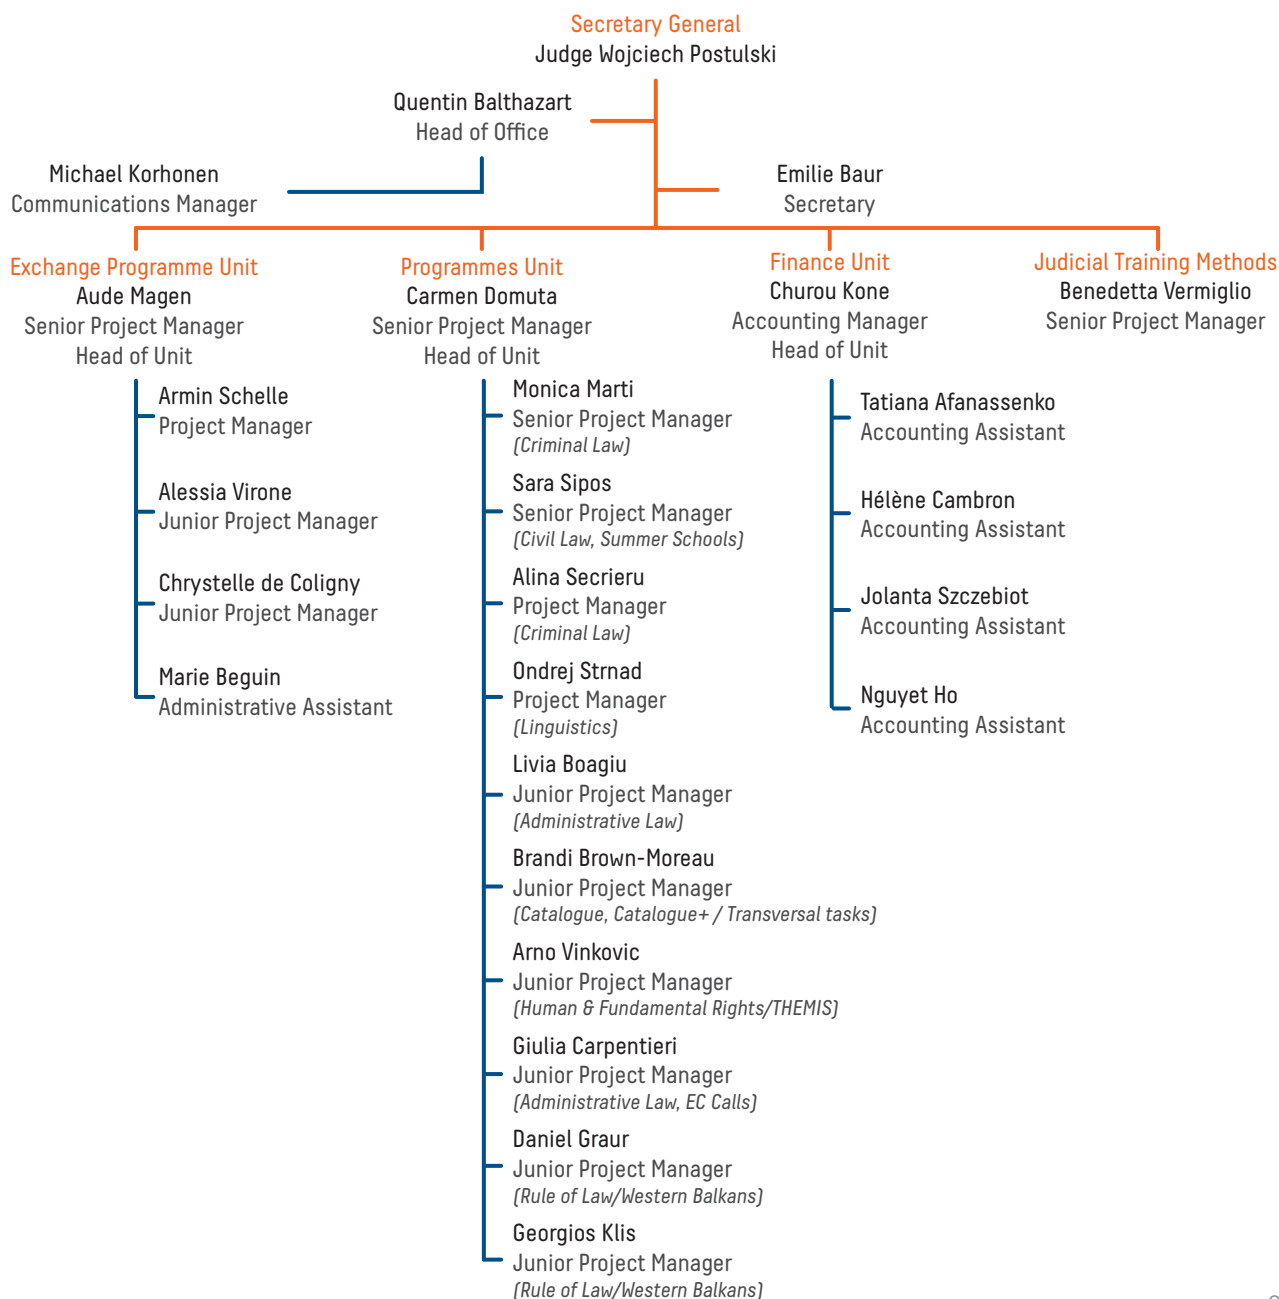 Secretary General
Judge Wojciech Postulski
Quentin Balthazart
Head of Office
Michael Korhonen
Communications Manager
Emilie Baur
Secretary
Exchange Programme Unit
Aude Magen
Senior Project Manager
Head of Unit
Armin Schelle
Project Manager
Alessia Virone
Junior Project Manager
Chrystelle de Coligny
Junior Project Manager
Marie Beguin
Administrative Assistant
Programmes Unit
Carmen Domuta
Senior Project Manager
Head of Unit
Monica Marti
Senior Project Manager
(Criminal Law)
Sara Sipos
Senior Project Manager
(Civil Law, Summer Schools)
Alina Secrieru
Project Manager
(Criminal Law)
Ondrej Strnad
Project Manager
(Linguistics)
Livia Boagiu
Junior Project Manager
(Administrative Law)
Brandi Brown-Moreau
Junior Project Manager
(Catalogue, Catalogue+ / Transversal tasks)
Arno Vinkovic
Junior Project Manager
(Human & Fundamental Rights/THEMIS)
Giulia Carpentieri
Junior Project Manager
(Administrative Law, EC Calls)
Daniel Graur
Junior Project Manager
(Rule of Law/Western Balkans)
Georgios Klis
Junior Project Manager
(Rule of Law/Western Balkans)
Finance Unit
Churou Kone
Accounting Manager
Head of Unit
Tatiana Afanassenko
Accounting Assistant
Hélène Cambron
Accounting Assistant
Jolanta Szczebiot
Accounting Assistant
Nguyet Ho
Accounting Assistant
Judicial Training Methods
Benedetta Vermiglio
Senior Project Manager